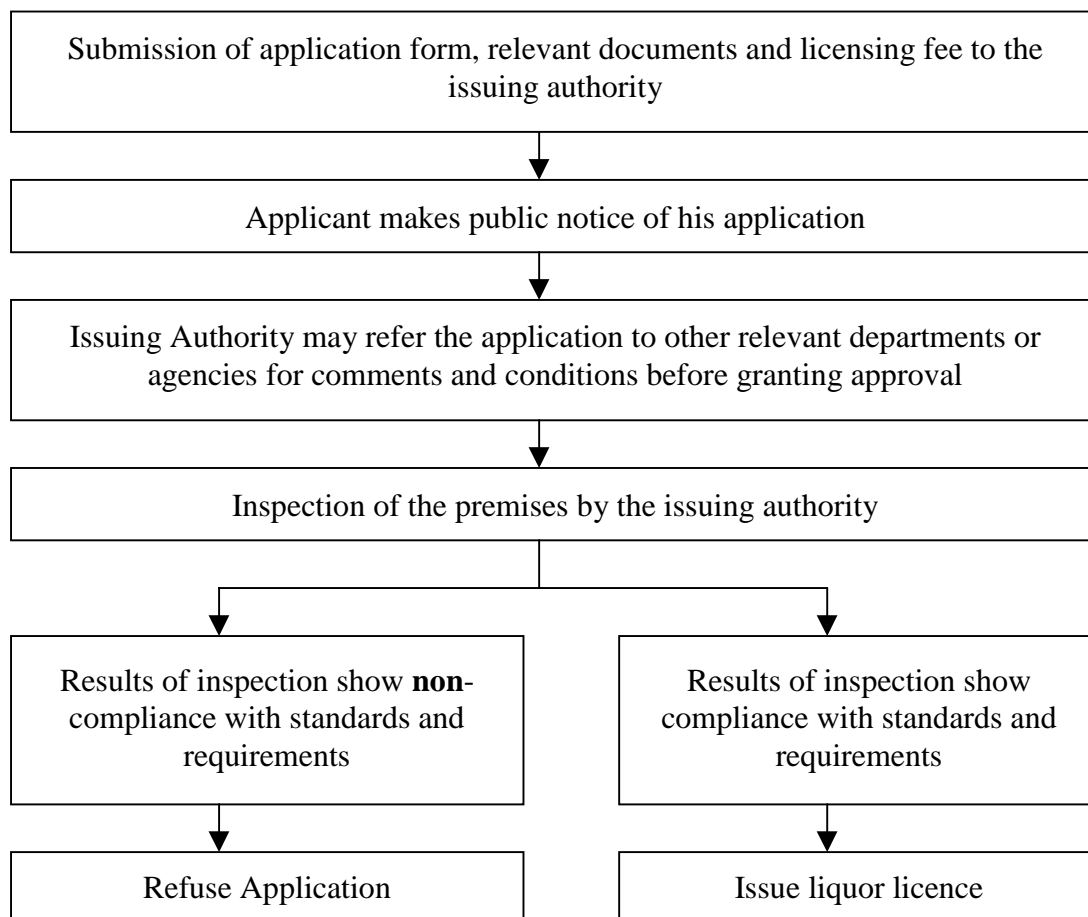 Submission of application form, relevant documents and licensing fee to the
issuing authority
Applicant makes public notice of his application
Issuing Authority may refer the application to other relevant departments or
agencies for comments and conditions before granting approval
Inspection of the premises by the issuing authority
Results of inspection show non-
compliance with standards and
requirements
Results of inspection show
compliance with standards and
requirements
Refuse Application
Issue liquor licence